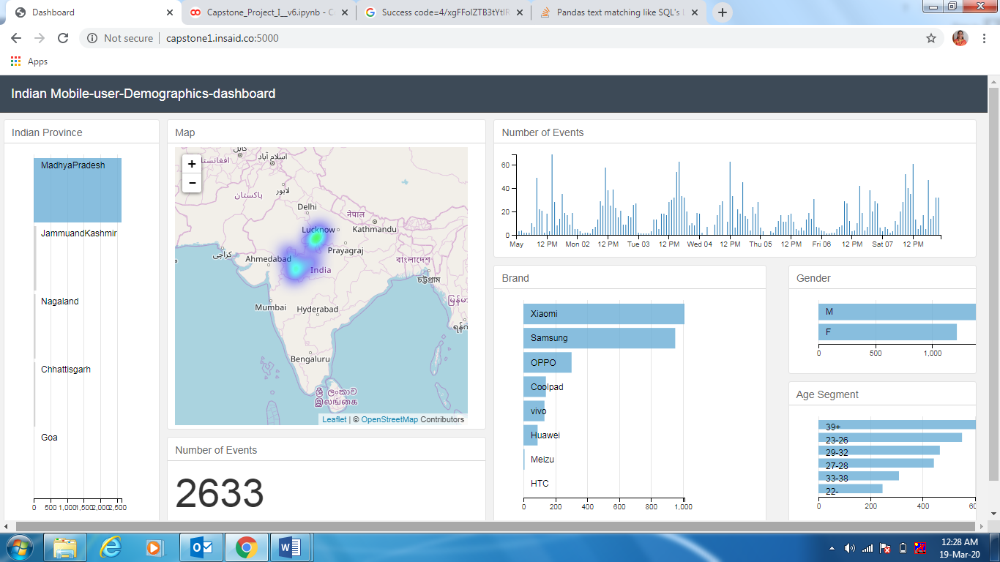 Dashboard
Capstone_Project_I__v6.ipynb - C
Success code=4/xgFFolZTB3tYtIR
Pandas text matching like SQL's L
Not secure
capstone1.insaid.co:5000
Apps
Indian Mobile-user-Demographics-dashboard
Indian Province
MadhyaPradesh
JammuandKashmir
Nagaland
Chhattisgarh
Goa
0 500 1,000 1,500 2,000 2,500
Map
+
−
کابل
اسلام آباد
افغانستان
لاہور
پاکستان
Delhi
नेपाल
Lucknow
Kathmandu
کراچی
Ahmedabad
Prayagraj
বাংলাদেশ
India
চট্টগ্রাম
Mumbai
Hyderabad
Bengaluru
ශ්‍රී ලංකාව
இலங்கை
Leaflet | © OpenStreetMap Contributors
Number of Events
2633
Number of Events
60
40
20
0
May 12 PM Mon 02 12 PM Tue 03 12 PM Wed 04 12 PM Thu 05 12 PM Fri 06 12 PM Sat 07 12 PM
Brand
Xiaomi
Samsung
OPPO
Coolpad
vivo
Huawei
Meizu
HTC
0 200 400 600 800 1,000
Gender
M
F
0 500 1,000
Age Segment
39+
23-26
29-32
27-28
33-38
22-
0 200 400 60
12:28 AM
19-Mar-20